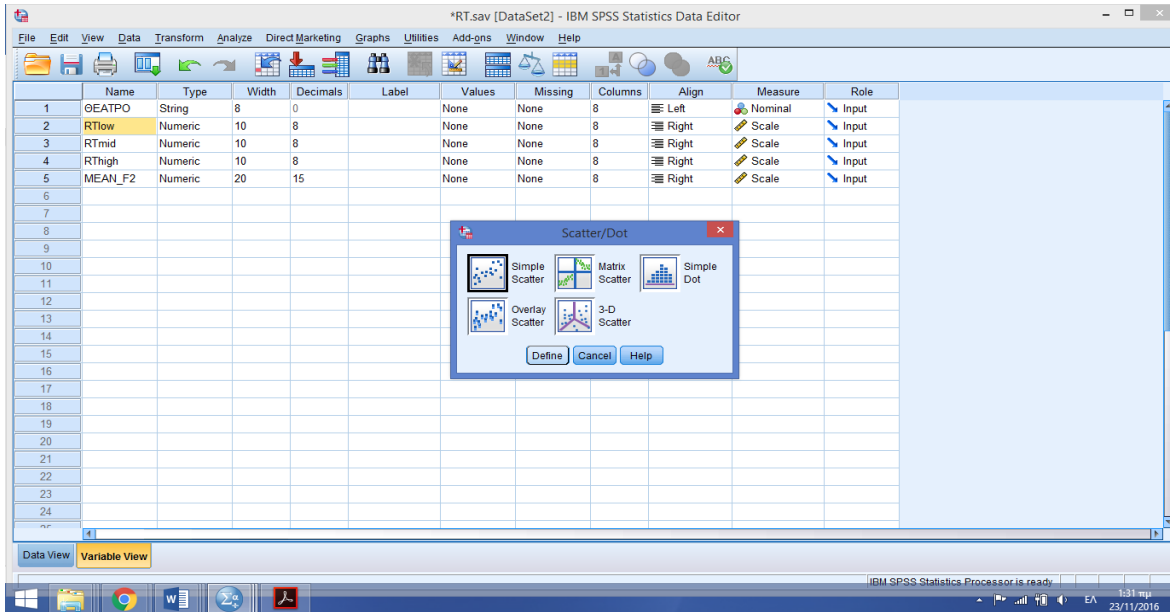 *RT.sav [DataSet2] - IBM SPSS Statistics Data Editor
File Edit View Data Transform Analyze Direct Marketing Graphs Utilities Add-ons Window Help
Name Type Width Decimals Label Values Missing Columns Align Measure Role
1 ΘΕΑΤΡΟ String 8 0 None None 8 Left Nominal Input
2 RTlow Numeric 10 8 None None 8 Right Scale Input
3 RTmid Numeric 10 8 None None 8 Right Scale Input
4 RThigh Numeric 10 8 None None 8 Right Scale Input
5 MEAN_F2 Numeric 20 15 None None 8 Right Scale Input
6
7
8
9
10
11
12
13
14
15
16
17
18
19
20
21
22
23
24
Scatter/Dot
Simple Scatter
Matrix Scatter
Simple Dot
Overlay Scatter
3-D Scatter
Define Cancel Help
Data View Variable View
IBM SPSS Statistics Processor is ready
ΕΛ
1:31 πμ
23/11/2016